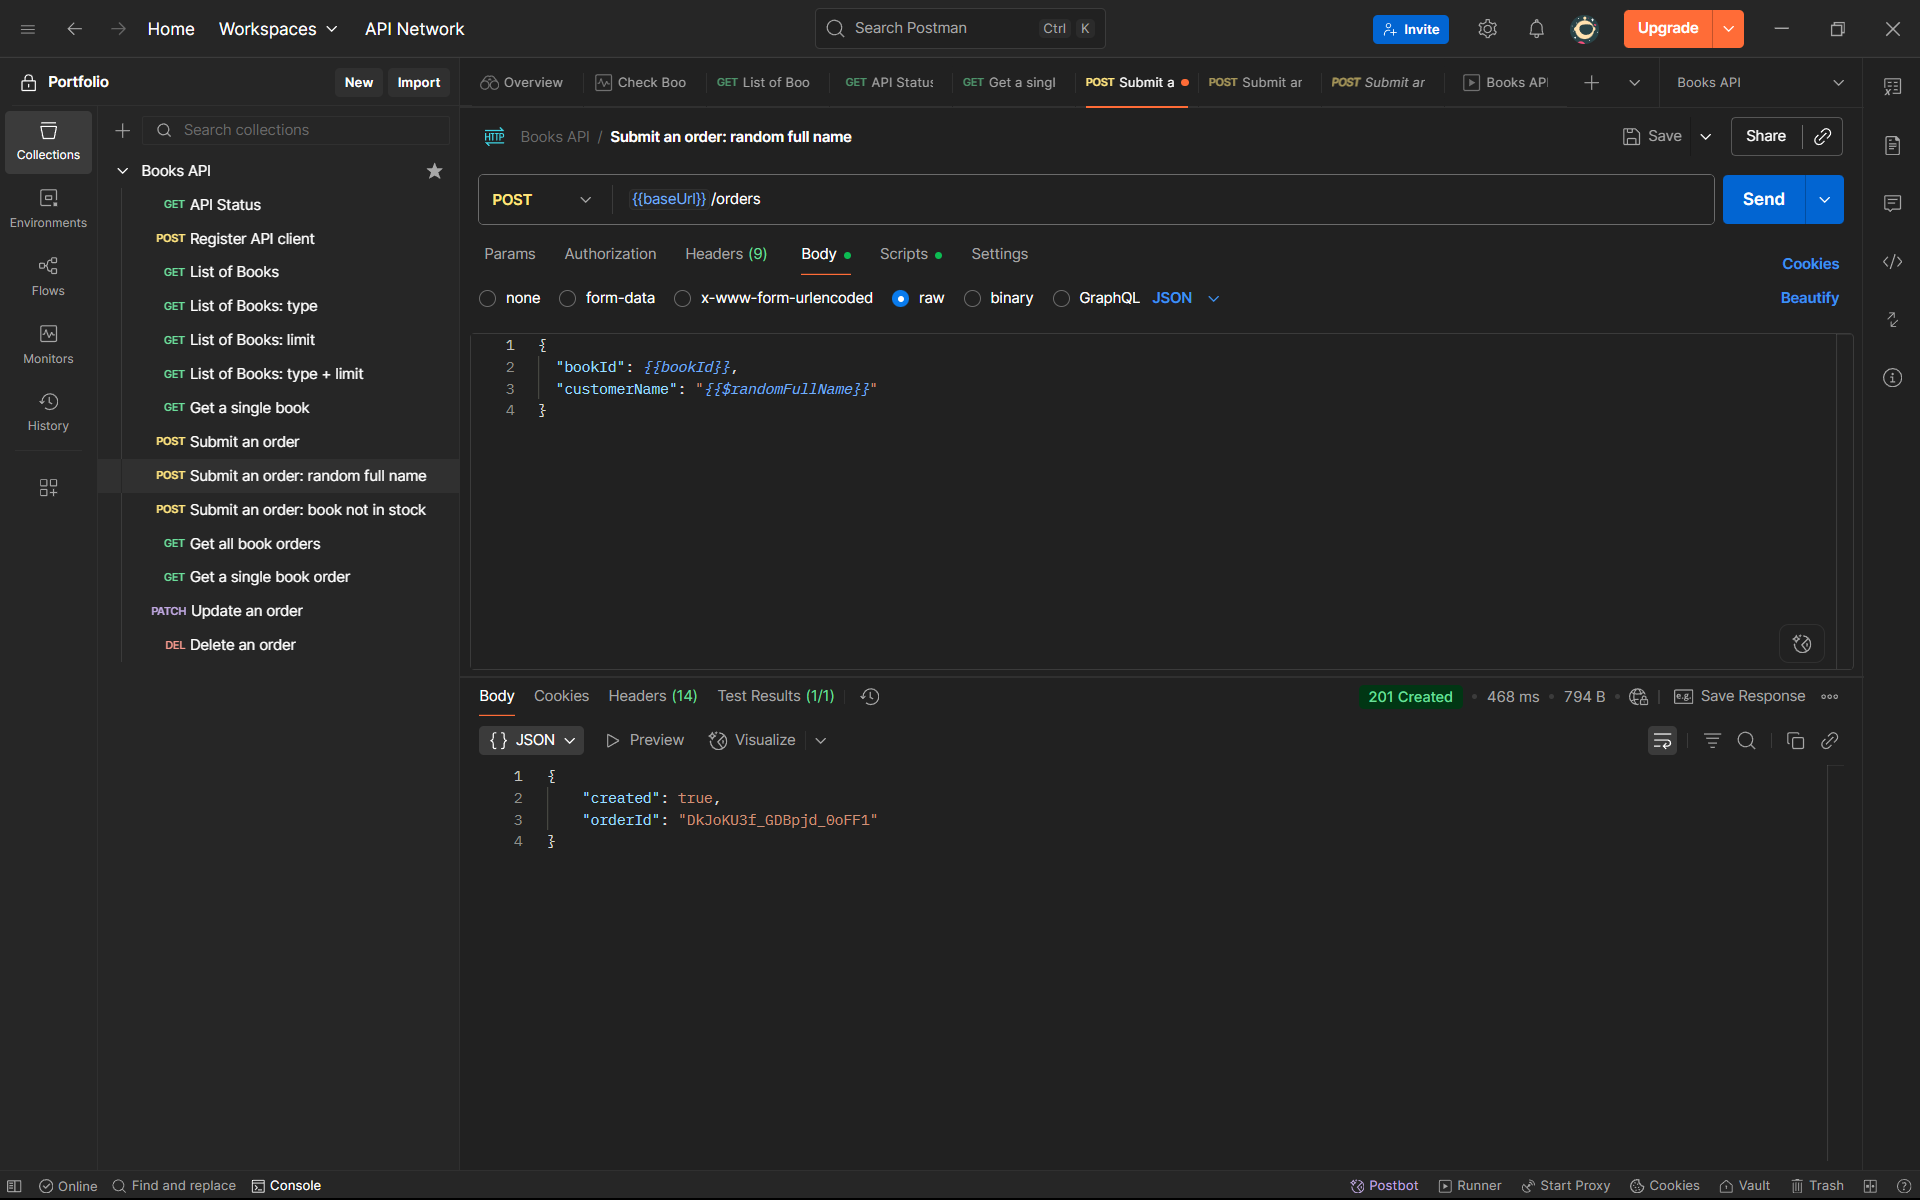 Home
Workspaces
API Network
Search Postman
Ctrl
K
Invite
Upgrade
Portfolio
New
Import
Overview
Check Boo
GET List of Boo
GET API Status
GET Get a singl
POST Submit a
POST Submit ar
POST Submit ar
Books API
Books API
Collections
Environments
Flows
Monitors
History
Search collections
Books API
GET API Status
POST Register API client
GET List of Books
GET List of Books: type
GET List of Books: limit
GET List of Books: type + limit
GET Get a single book
POST Submit an order
POST Submit an order: random full name
POST Submit an order: book not in stock
GET Get all book orders
GET Get a single book order
PATCH Update an order
DEL Delete an order
HTTP Books API / Submit an order: random full name
Save
Share
POST
{{baseUrl}} /orders
Send
Params
Authorization
Headers (9)
Body
Scripts
Settings
Cookies
none
form-data
x-www-form-urlencoded
raw
binary
GraphQL
JSON
Beautify
1 {
2 "bookId": {{bookId}},
3 "customerName": "{{$randomFullName}}"
4 }
Body
Cookies
Headers (14)
Test Results (1/1)
201 Created
468 ms
794 B
e.g. Save Response
{} JSON
Preview
Visualize
1 {
2 "created": true,
3 "orderId": "DkJoKU3f_GDBpjd_0oFF1"
4 }
Online
Find and replace
Console
Postbot
Runner
Start Proxy
Cookies
Vault
Trash